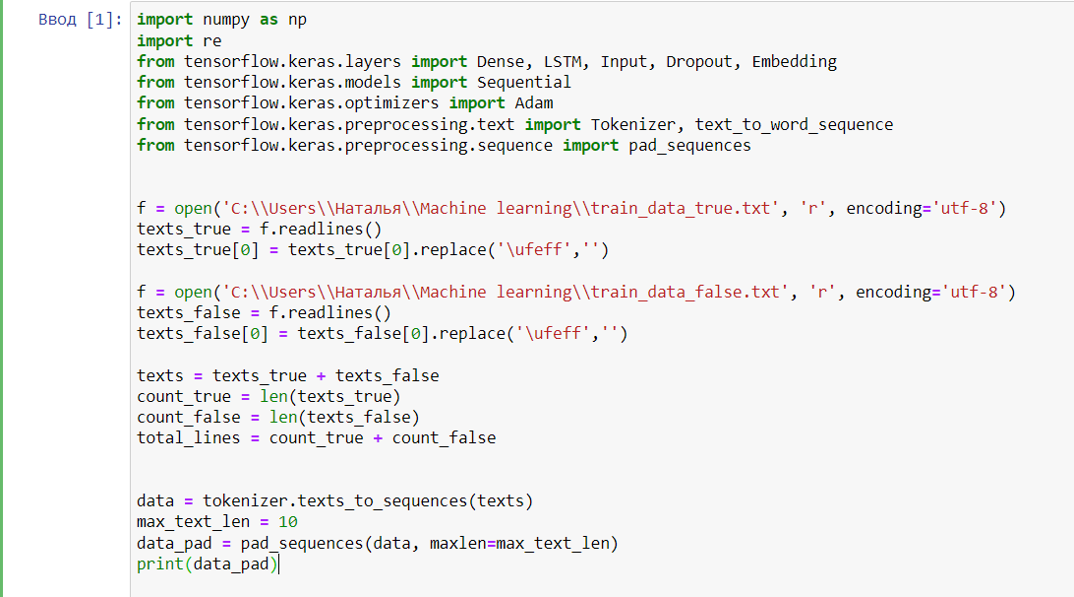 Ввод [1]: import numpy as np
import re
from tensorflow.keras.layers import Dense, LSTM, Input, Dropout, Embedding
from tensorflow.keras.models import Sequential
from tensorflow.keras.optimizers import Adam
from tensorflow.keras.preprocessing.text import Tokenizer, text_to_word_sequence
from tensorflow.keras.preprocessing.sequence import pad_sequences
f = open('C:\\Users\\Наталья\\Machine learning\\train_data_true.txt', 'r', encoding='utf-8')
texts_true = f.readlines()
texts_true[0] = texts_true[0].replace('\ufeff','')
f = open('C:\\Users\\Наталья\\Machine learning\\train_data_false.txt', 'r', encoding='utf-8')
texts_false = f.readlines()
texts_false[0] = texts_false[0].replace('\ufeff','')
texts = texts_true + texts_false
count_true = len(texts_true)
count_false = len(texts_false)
total_lines = count_true + count_false
data = tokenizer.texts_to_sequences(texts)
max_text_len = 10
data_pad = pad_sequences(data, maxlen=max_text_len)
print(data_pad)